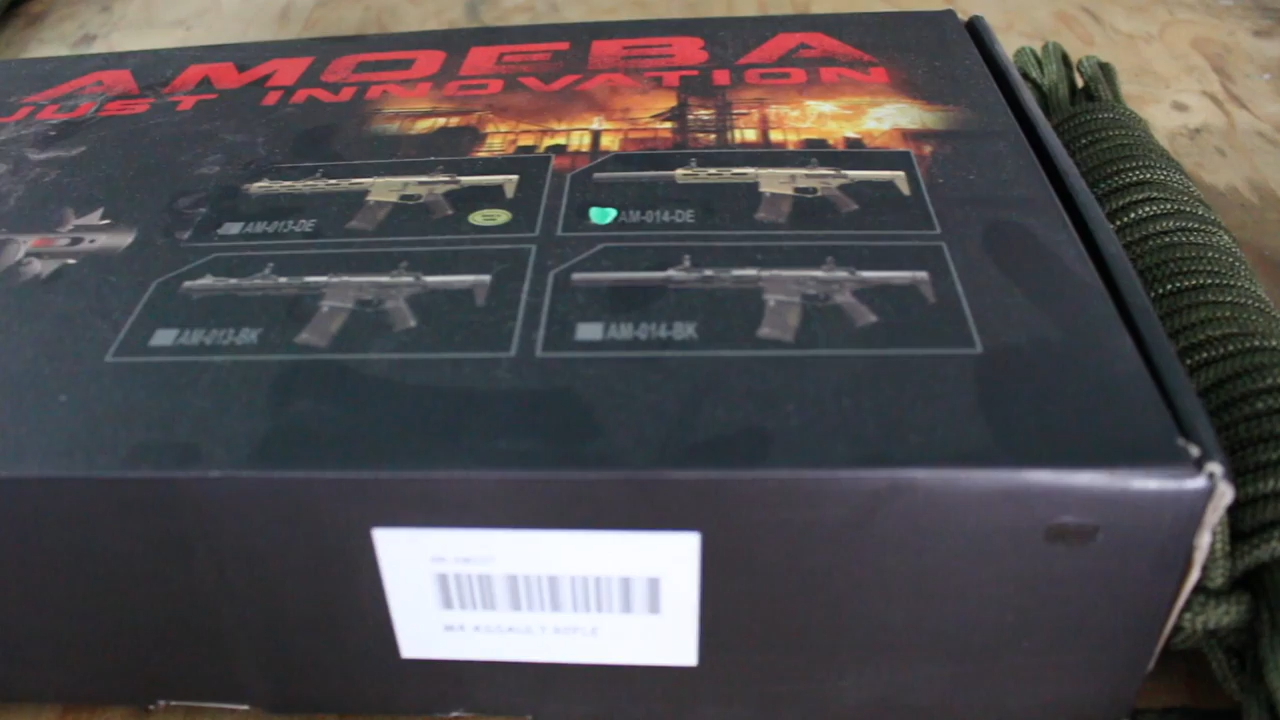 AMOEBA
JUST INNOVATION
AM-013-DE
AM-014-DE
AM-013-BK
AM-014-BK